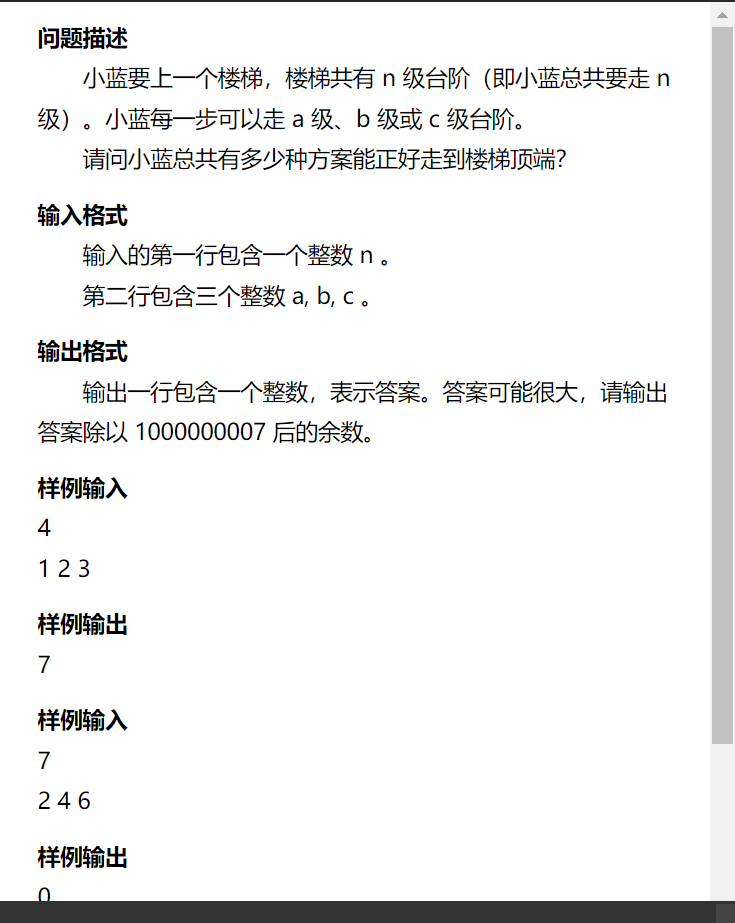 问题描述
小蓝要上一个楼梯，楼梯共有 n 级台阶（即小蓝总共要走 n
级）。小蓝每一步可以走 a 级、b 级或 c 级台阶。
请问小蓝总共有多少种方案能正好走到楼梯顶端？
输入格式
输入的第一行包含一个整数 n 。
第二行包含三个整数 a, b, c 。
输出格式
输出一行包含一个整数，表示答案。答案可能很大，请输出
答案除以 1000000007 后的余数。
样例输入
4
1 2 3
样例输出
7
样例输入
7
2 4 6
样例输出
0